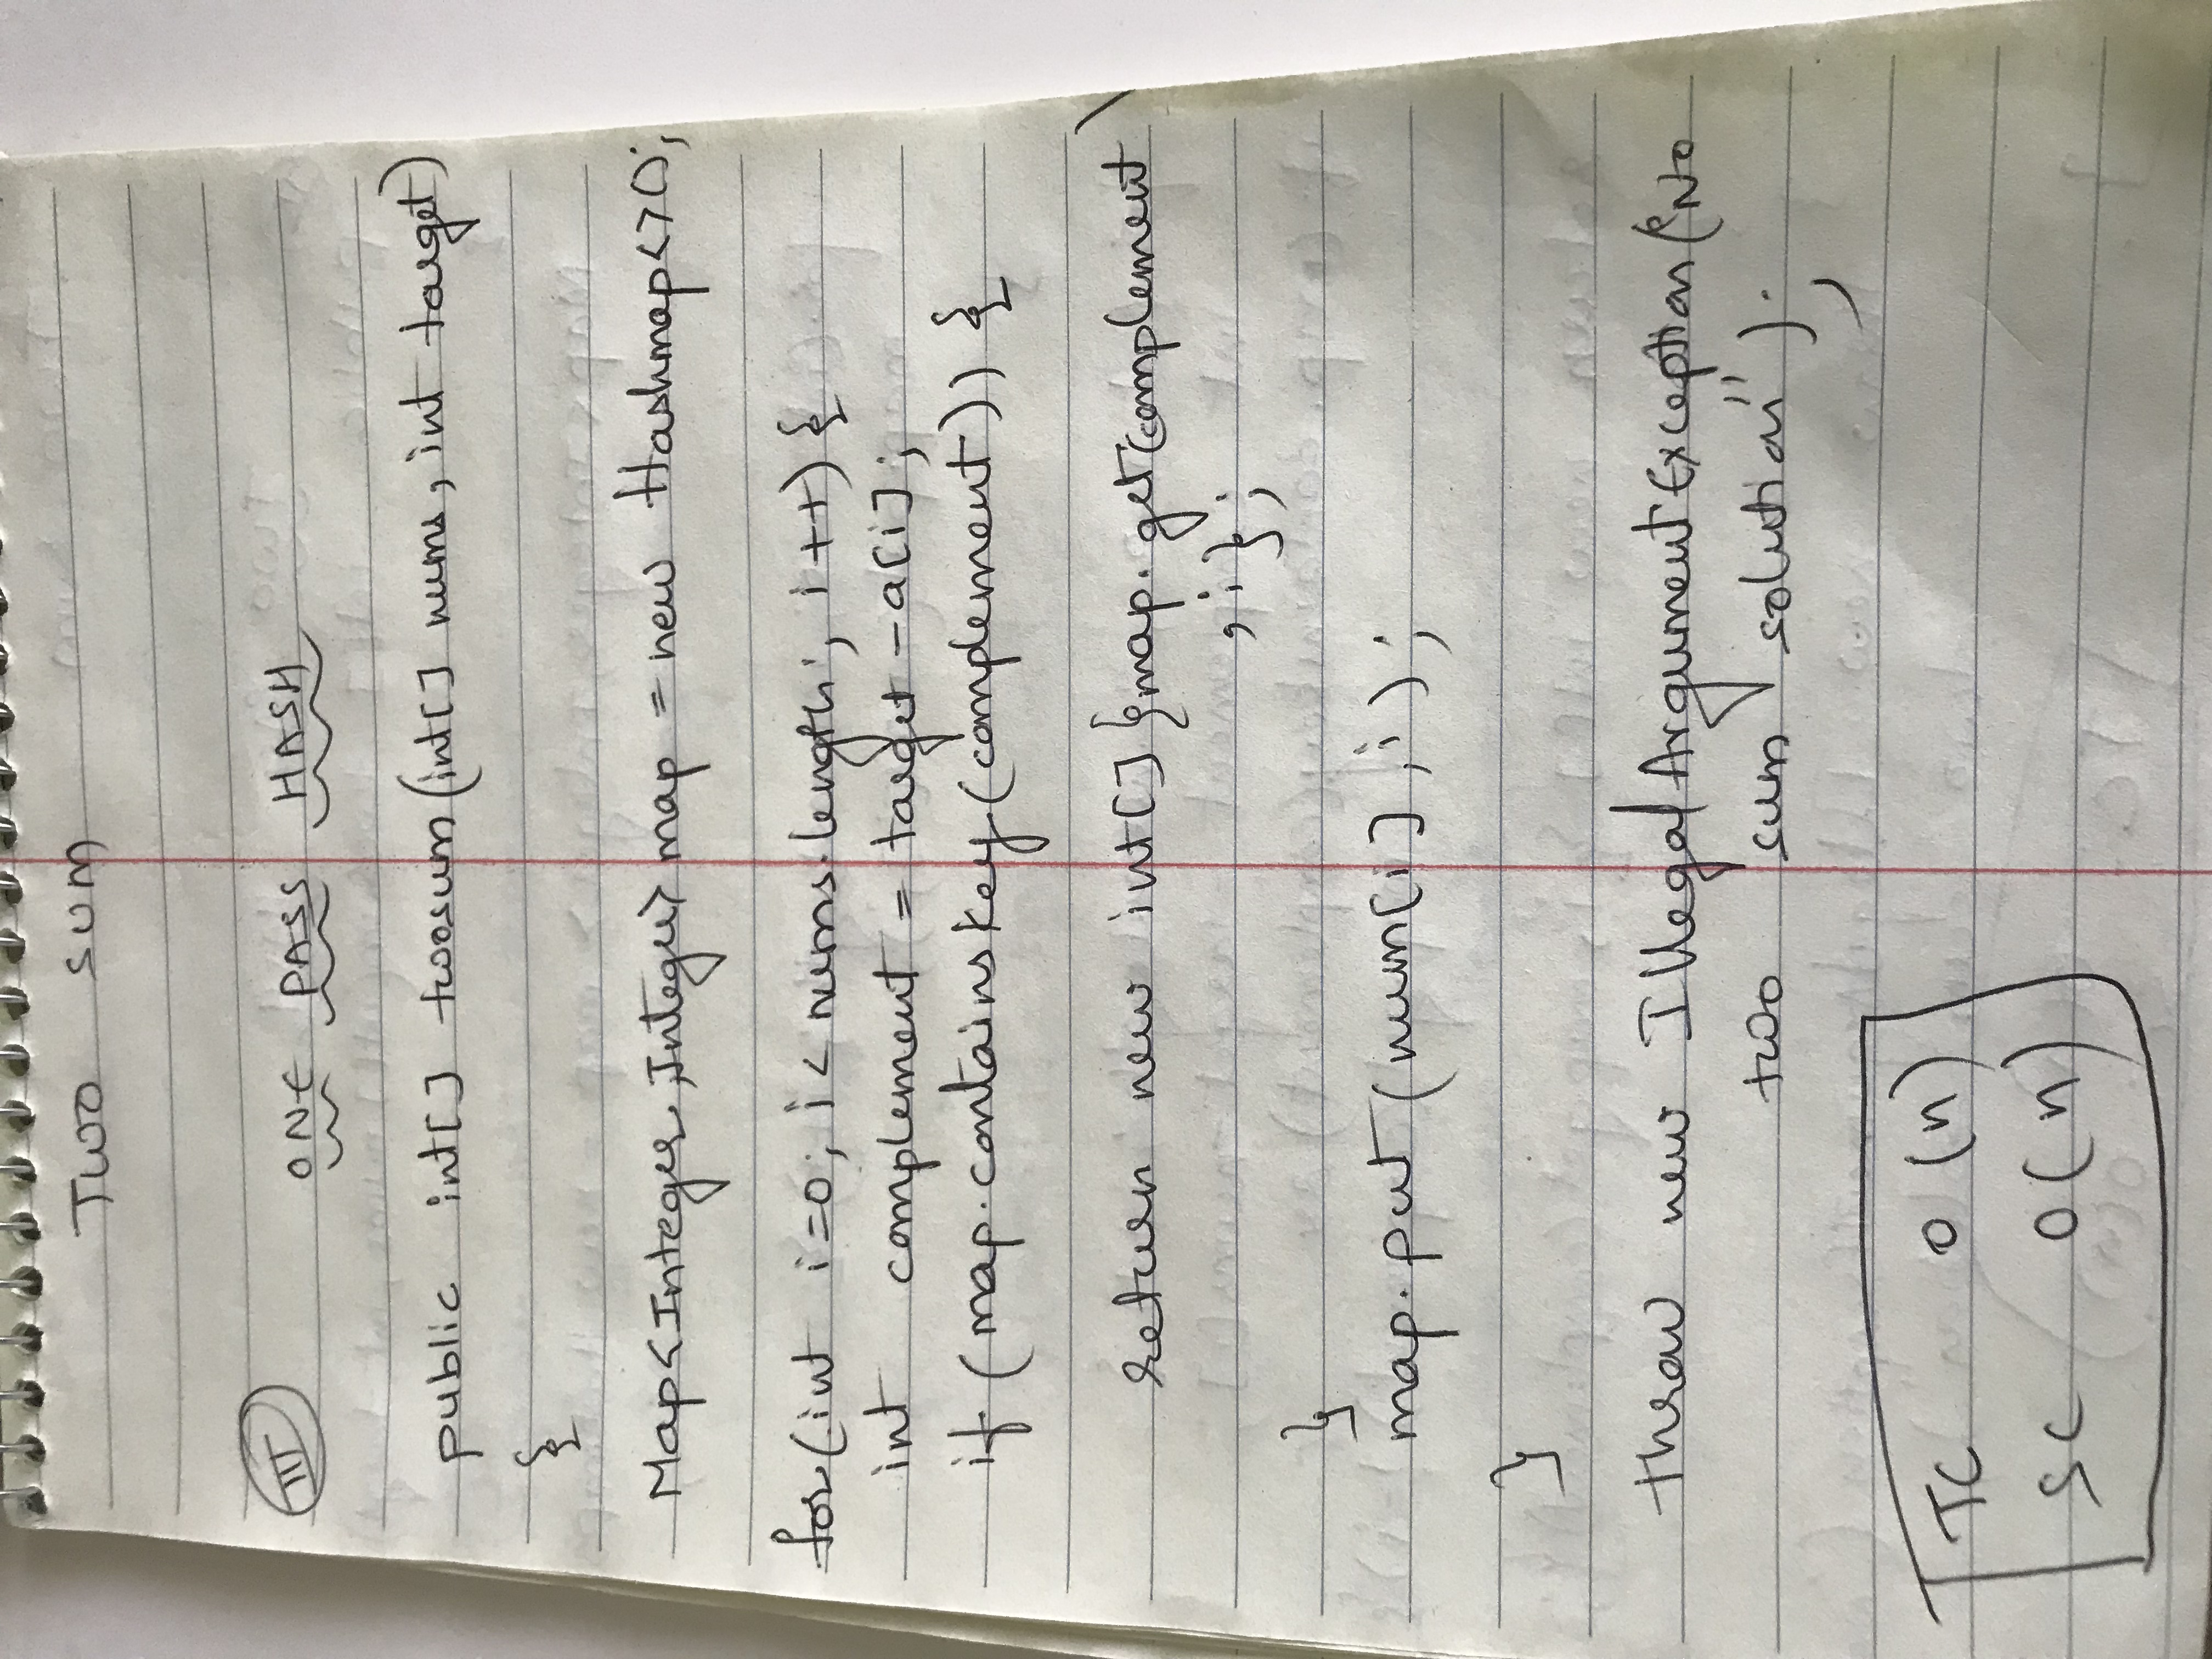 TWO SUM
III ONE PASS HASH
public int[] twosum(int[] nums, int target)
{
Map<Integer,Integer> map = new Hashmap<>();
for(int i=0; i< nums.length; i++) {
int complement = target - a[i];
if (map.containskey(complement)) {
return new int[] {map.get(complement)
,i};
}
map.put(num[i], i);
}
throw new IllegalArgumentException("No
two sum solution");
TC O(n)
SC O(n)